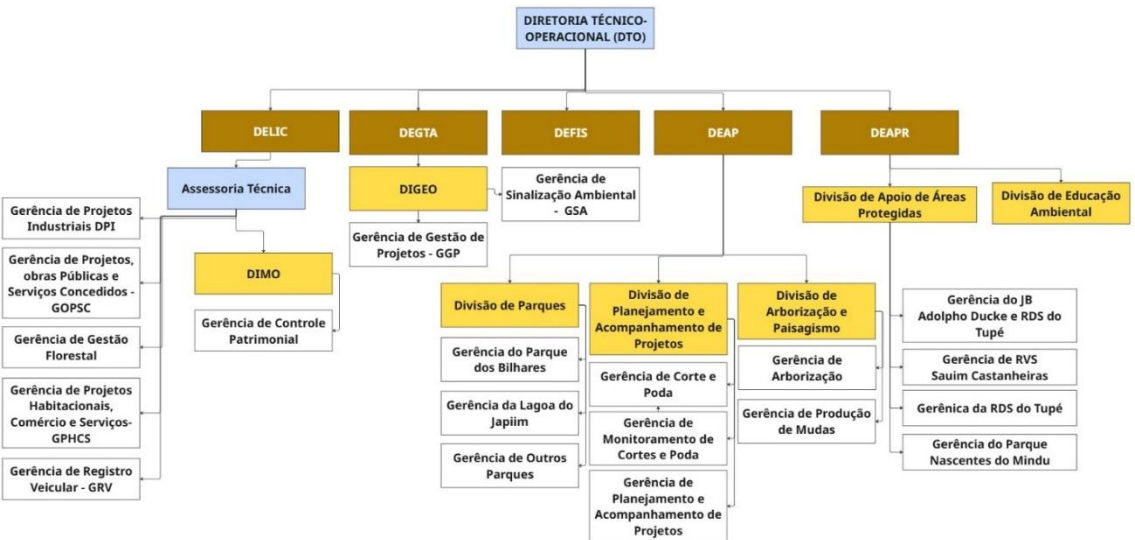 DIRETORIA TÉCNICO-
OPERACIONAL (DTO)
DELIC
DEGTA
DEFIS
DEAP
DEAPR
Assessoria Técnica
DIGEO
Gerência de
Sinalização Ambiental
- GSA
Divisão de Apoio de Áreas
Protegidas
Divisão de Educação
Ambiental
Gerência de Projetos
Industriais DPI
Gerência de Projetos,
obras Públicas e
Serviços Concedidos -
GOPSC
Gerência de Gestão
Florestal
Gerência de Projetos
Habitacionais,
Comércio e Serviços-
GPHCS
Gerência de Registro
Veicular - GRV
DIMO
Gerência de Controle
Patrimonial
Gerência de Gestão de
Projetos - GGP
Divisão de Parques
Gerência do Parque
dos Bilhares
Gerência da Lagoa do
Japiim
Gerência de Outros
Parques
Divisão de
Planejamento e
Acompanhamento de
Projetos
Gerência de Corte e
Poda
Gerência de
Monitoramento de
Cortes e Poda
Gerência de
Planejamento e
Acompanhamento de
Projetos
Divisão de
Arborização e
Paisagismo
Gerência de
Arborização
Gerência de Produção
de Mudas
Gerência do JB
Adolpho Ducke e RDS do
Tupé
Gerência de RVS
Sauim Castanheiras
Gerênica da RDS do Tupé
Gerência do Parque
Nascentes do Mindu